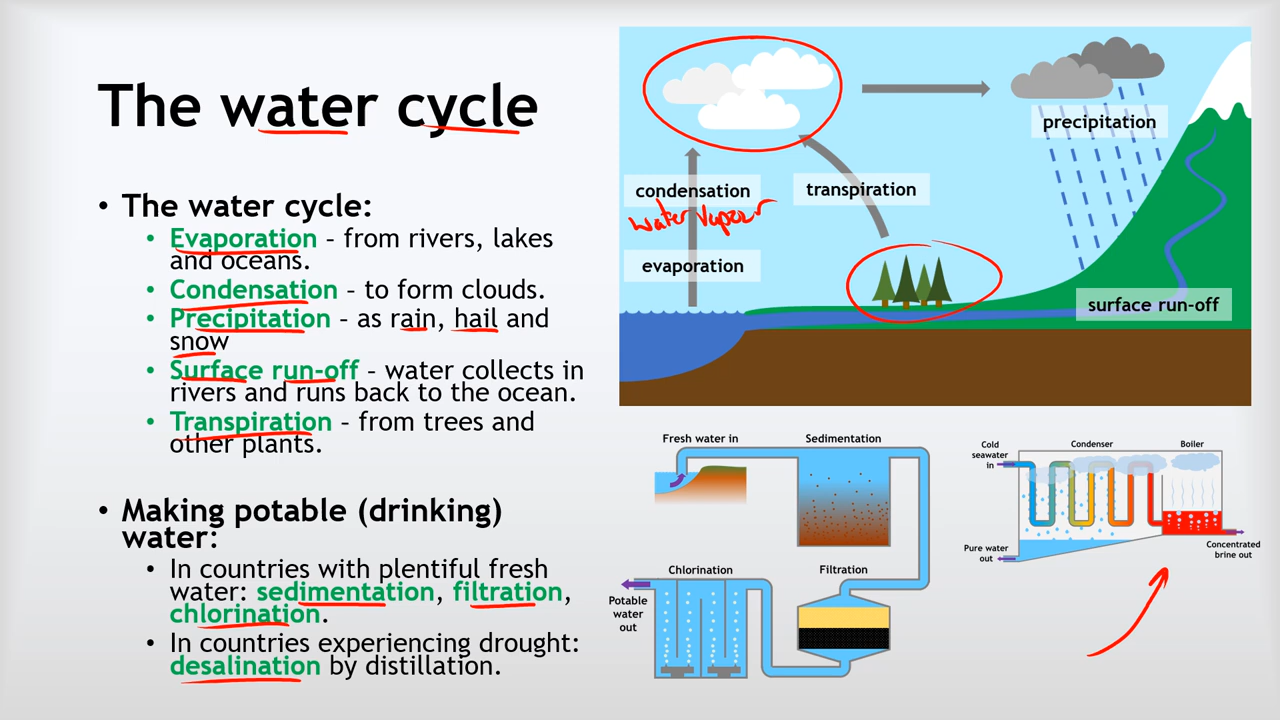 The water cycle
• The water cycle:
• Evaporation – from rivers, lakes
and oceans.
• Condensation – to form clouds.
• Precipitation – as rain, hail and
snow
• Surface run-off – water collects in
rivers and runs back to the ocean.
• Transpiration – from trees and
other plants.
• Making potable (drinking)
water:
• In countries with plentiful fresh
water: sedimentation, filtration,
chlorination.
• In countries experiencing drought:
desalination by distillation.
precipitation
condensation
transpiration
water vapour
evaporation
surface run-off
Fresh water in
Sedimentation
Chlorination
Filtration
Potable
water
out
Cold
seawater
in
Condenser
Boiler
Pure water
out
Concentrated
brine out